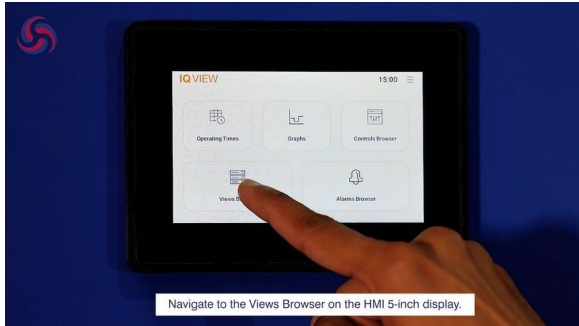 IQ VIEW
15:00
Operating Times
Graphs
Controls Browser
Views
Alarms Browser
Navigate to the Views Browser on the HMI 5-inch display.